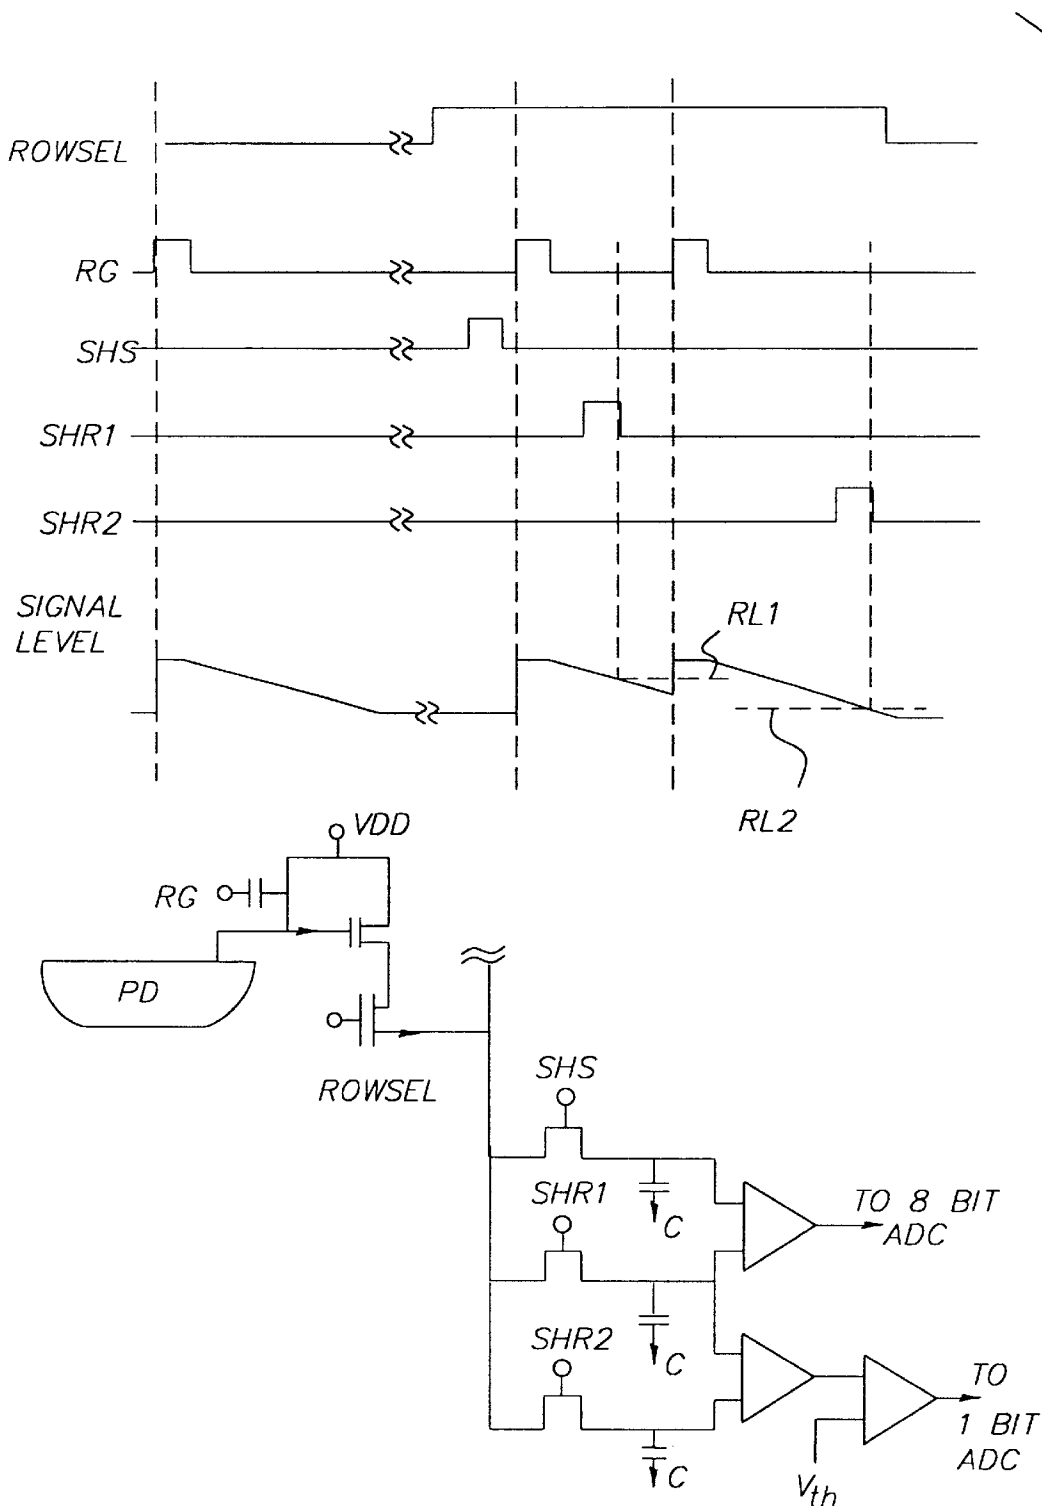 ROWSEL
RG
SHS
SHR1
SHR2
SIGNAL
LEVEL
RL1
RL2
VDD
RG
PD
ROWSEL
SHS
SHR1
C
TO 8 BIT
ADC
SHR2
C
TO
1 BIT
ADC
C
Vth